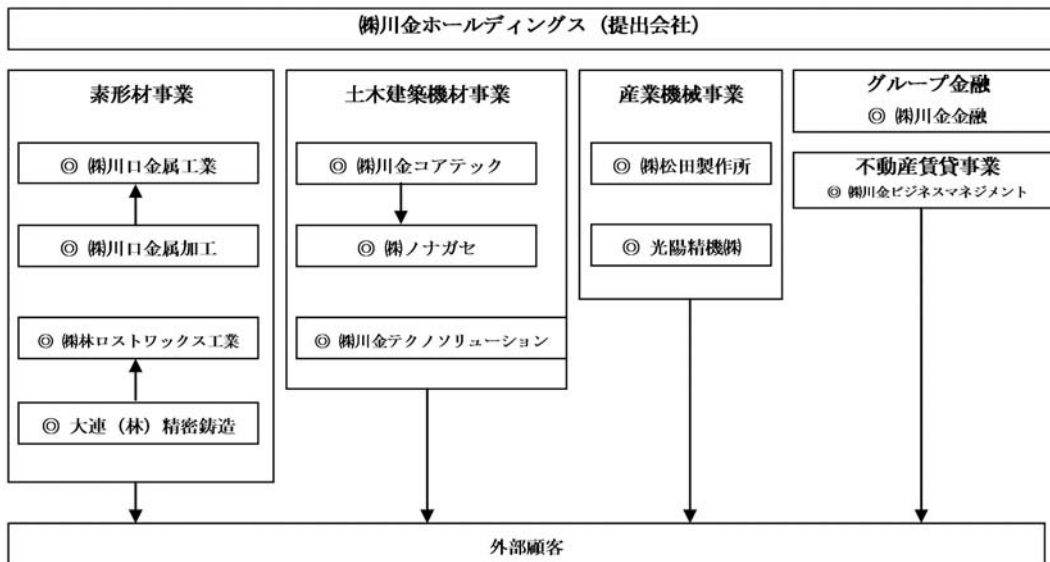 ㈱川金ホールディングス（提出会社）
素形材事業
◎ ㈱川口金属工業
◎ ㈱川口金属加工
◎ ㈱林ロストワックス工業
◎ 大連（林）精密鋳造
土木建築機材事業
◎ ㈱川金コアテック
◎ ㈱ノナガセ
◎ ㈱川金テクノソリューション
産業機械事業
◎ ㈱松田製作所
◎ 光陽精機㈱
グループ金融
◎ ㈱川金金融
不動産賃貸事業
◎ ㈱川金ビジネスマネジメント
外部顧客